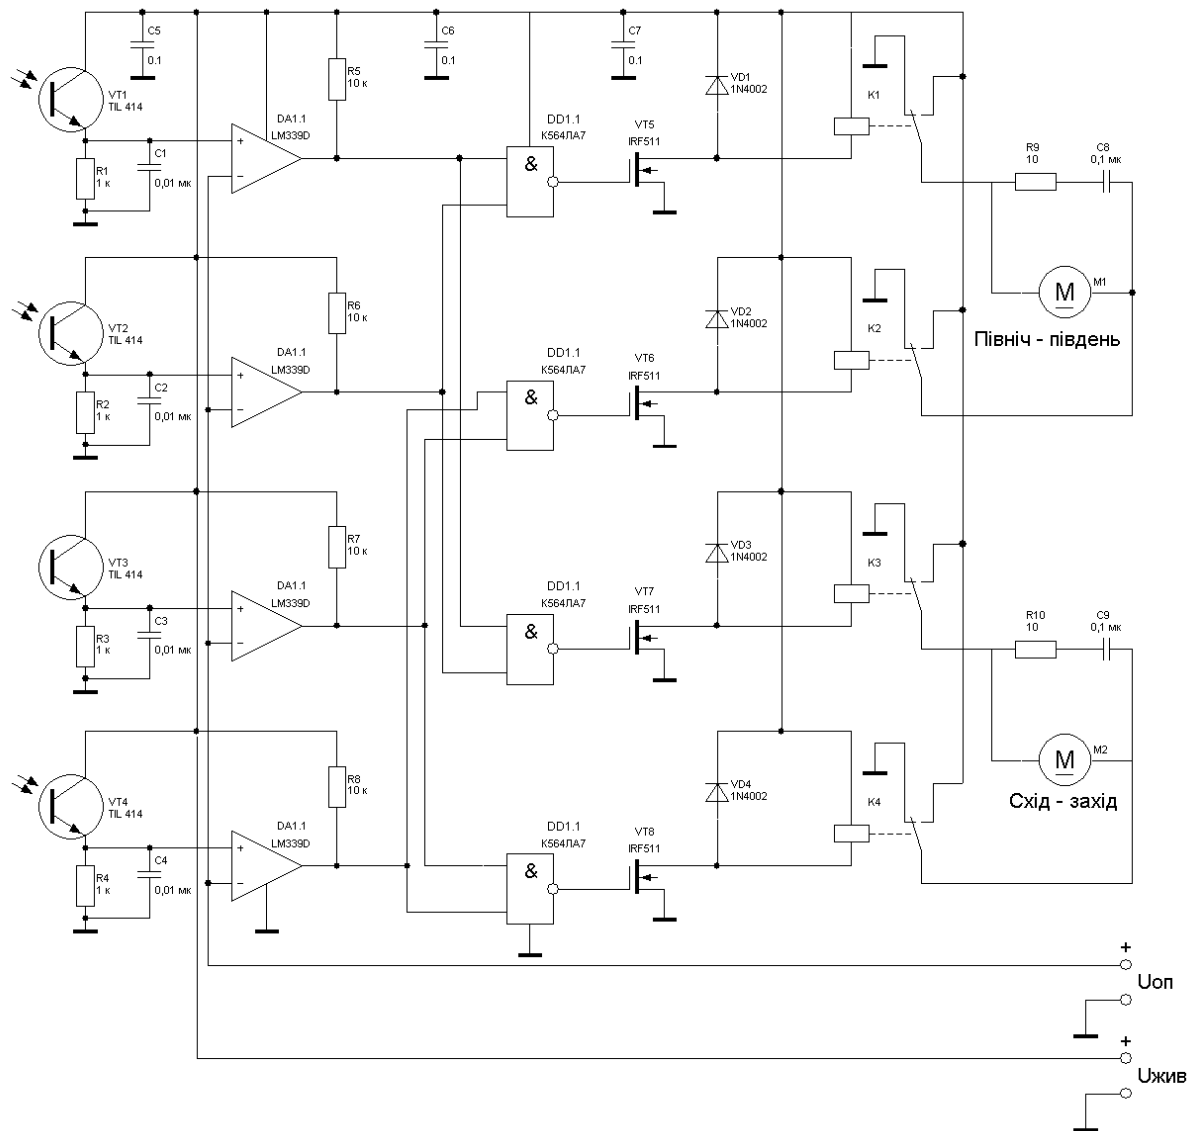 C5
0.1
C6
0.1
C7
0.1
R5
10 к
VT1
TIL 414
DA1.1
LM339D
+
−
R1
1 к
C1
0,01 мк
DD1.1
К564ЛА7
&
VT5
IRF511
VD1
1N4002
K1
R9
10
C8
0,1 мк
M
M1
Північ - південь
R6
10 к
VT2
TIL 414
DA1.1
LM339D
+
−
R2
1 к
C2
0,01 мк
DD1.1
К564ЛА7
&
VT6
IRF511
VD2
1N4002
K2
R7
10 к
VT3
TIL 414
DA1.1
LM339D
+
−
R3
1 к
C3
0,01 мк
DD1.1
К564ЛА7
&
VT7
IRF511
VD3
1N4002
K3
R10
10
C9
0,1 мк
M
M2
Схід - захід
R8
10 к
VT4
TIL 414
DA1.1
LM339D
+
−
R4
1 к
C4
0,01 мк
DD1.1
К564ЛА7
&
VT8
IRF511
VD4
1N4002
K4
+
Uоп
+
Uжив